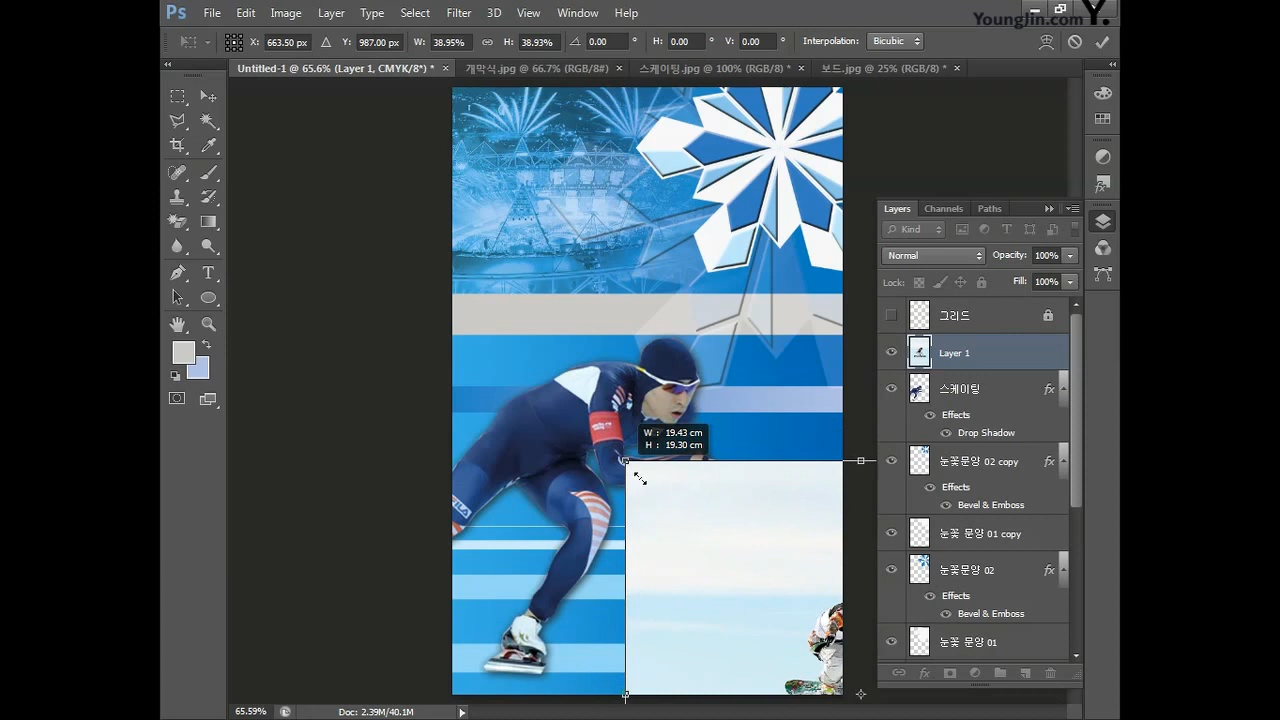 Ps File Edit Image Layer Type Select Filter 3D View Window Help
YoungJin.com Y.
X: 663.50 px Y: 987.00 px W: 38.95% H: 38.93% 0.00 ° H: 0.00 ° V: 0.00 ° Interpolation: Bicubic
Untitled-1 @ 65.6% (Layer 1, CMYK/8*) * × 개막식.jpg @ 66.7% (RGB/8#) × 스케이팅.jpg @ 100% (RGB/8) * × 보드.jpg @ 25% (RGB/8*) * ×
Layers Channels Paths
Kind
Normal Opacity: 100%
Lock: Fill: 100%
그리드
Layer 1
스케이팅 fx
Effects
Drop Shadow
W : 19.43 cm
H : 19.30 cm
눈꽃문양 02 copy fx
Effects
Bevel & Emboss
FILA
눈꽃 문양 01 copy
눈꽃문양 02 fx
Effects
Bevel & Emboss
눈꽃 문양 01
fx
65.59% Doc: 2.39M/40.1M